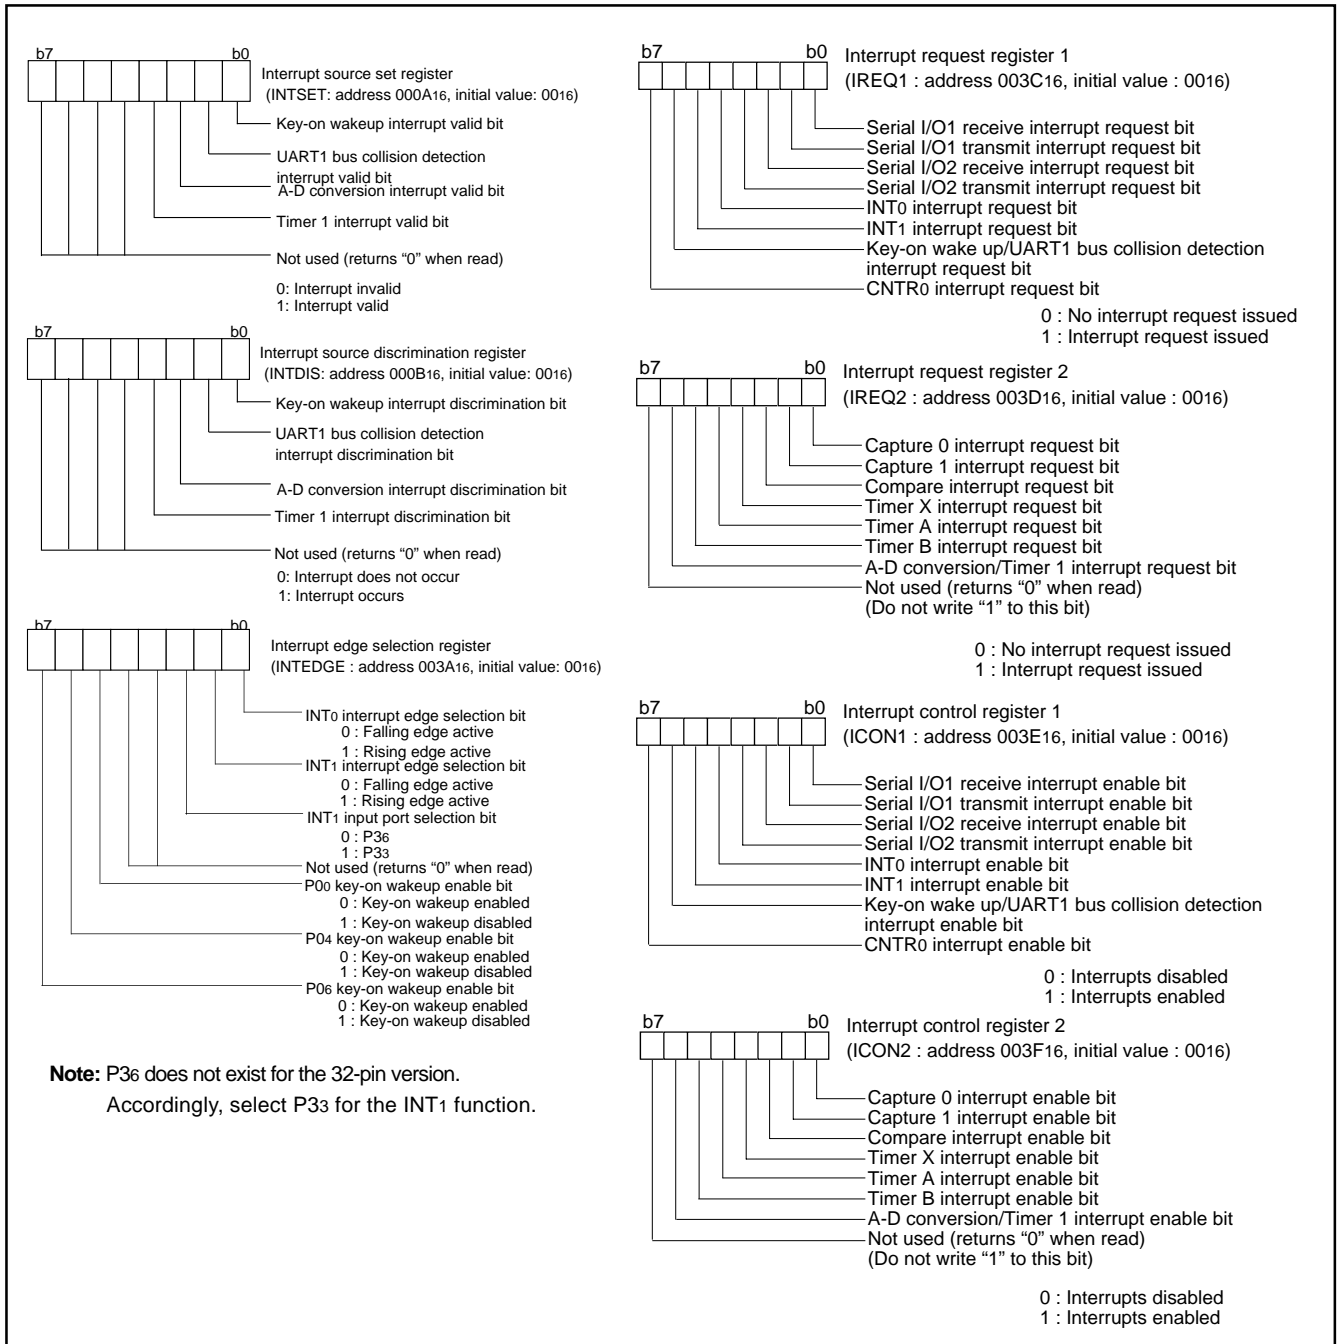 b7 b0
Interrupt source set register
(INTSET: address 000A16, initial value: 0016)
Key-on wakeup interrupt valid bit
UART1 bus collision detection
interrupt valid bit
A-D conversion interrupt valid bit
Timer 1 interrupt valid bit
Not used (returns “0” when read)
0: Interrupt invalid
1: Interrupt valid
b7 b0
Interrupt source discrimination register
(INTDIS: address 000B16, initial value: 0016)
Key-on wakeup interrupt discrimination bit
UART1 bus collision detection
interrupt discrimination bit
A-D conversion interrupt discrimination bit
Timer 1 interrupt discrimination bit
Not used (returns “0” when read)
0: Interrupt does not occur
1: Interrupt occurs
b7 b0
Interrupt edge selection register
(INTEDGE : address 003A16, initial value: 0016)
INT0 interrupt edge selection bit
0 : Falling edge active
1 : Rising edge active
INT1 interrupt edge selection bit
0 : Falling edge active
1 : Rising edge active
INT1 input port selection bit
0 : P36
1 : P33
Not used (returns “0” when read)
P00 key-on wakeup enable bit
0 : Key-on wakeup enabled
1 : Key-on wakeup disabled
P04 key-on wakeup enable bit
0 : Key-on wakeup enabled
1 : Key-on wakeup disabled
P06 key-on wakeup enable bit
0 : Key-on wakeup enabled
1 : Key-on wakeup disabled
Note: P36 does not exist for the 32-pin version.
Accordingly, select P33 for the INT1 function.
b7 b0
Interrupt request register 1
(IREQ1 : address 003C16, initial value : 0016)
Serial I/O1 receive interrupt request bit
Serial I/O1 transmit interrupt request bit
Serial I/O2 receive interrupt request bit
Serial I/O2 transmit interrupt request bit
INT0 interrupt request bit
INT1 interrupt request bit
Key-on wake up/UART1 bus collision detection
interrupt request bit
CNTR0 interrupt request bit
0 : No interrupt request issued
1 : Interrupt request issued
b7 b0
Interrupt request register 2
(IREQ2 : address 003D16, initial value : 0016)
Capture 0 interrupt request bit
Capture 1 interrupt request bit
Compare interrupt request bit
Timer X interrupt request bit
Timer A interrupt request bit
Timer B interrupt request bit
A-D conversion/Timer 1 interrupt request bit
Not used (returns “0” when read)
(Do not write “1” to this bit)
0 : No interrupt request issued
1 : Interrupt request issued
b7 b0
Interrupt control register 1
(ICON1 : address 003E16, initial value : 0016)
Serial I/O1 receive interrupt enable bit
Serial I/O1 transmit interrupt enable bit
Serial I/O2 receive interrupt enable bit
Serial I/O2 transmit interrupt enable bit
INT0 interrupt enable bit
INT1 interrupt enable bit
Key-on wake up/UART1 bus collision detection
interrupt enable bit
CNTR0 interrupt enable bit
0 : Interrupts disabled
1 : Interrupts enabled
b7 b0
Interrupt control register 2
(ICON2 : address 003F16, initial value : 0016)
Capture 0 interrupt enable bit
Capture 1 interrupt enable bit
Compare interrupt enable bit
Timer X interrupt enable bit
Timer A interrupt enable bit
Timer B interrupt enable bit
A-D conversion/Timer 1 interrupt enable bit
Not used (returns “0” when read)
(Do not write “1” to this bit)
0 : Interrupts disabled
1 : Interrupts enabled